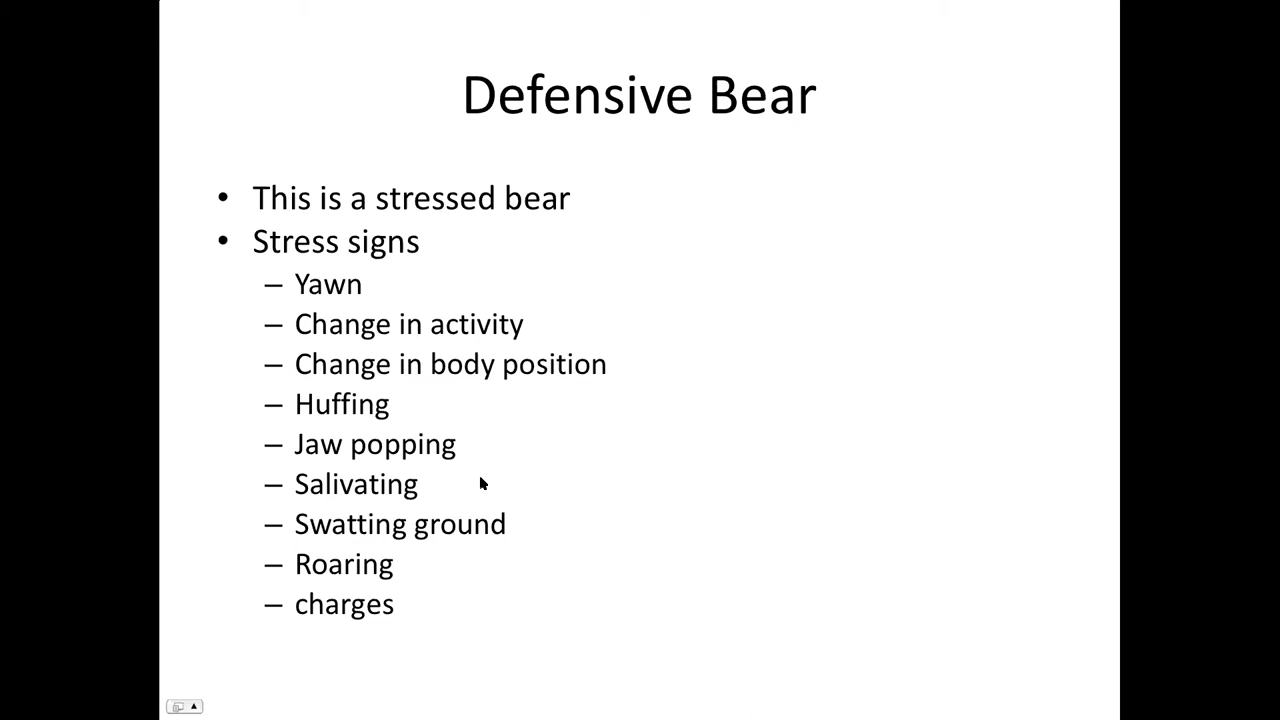 Defensive Bear
• This is a stressed bear
• Stress signs
– Yawn
– Change in activity
– Change in body position
– Huffing
– Jaw popping
– Salivating
– Swatting ground
– Roaring
– charges